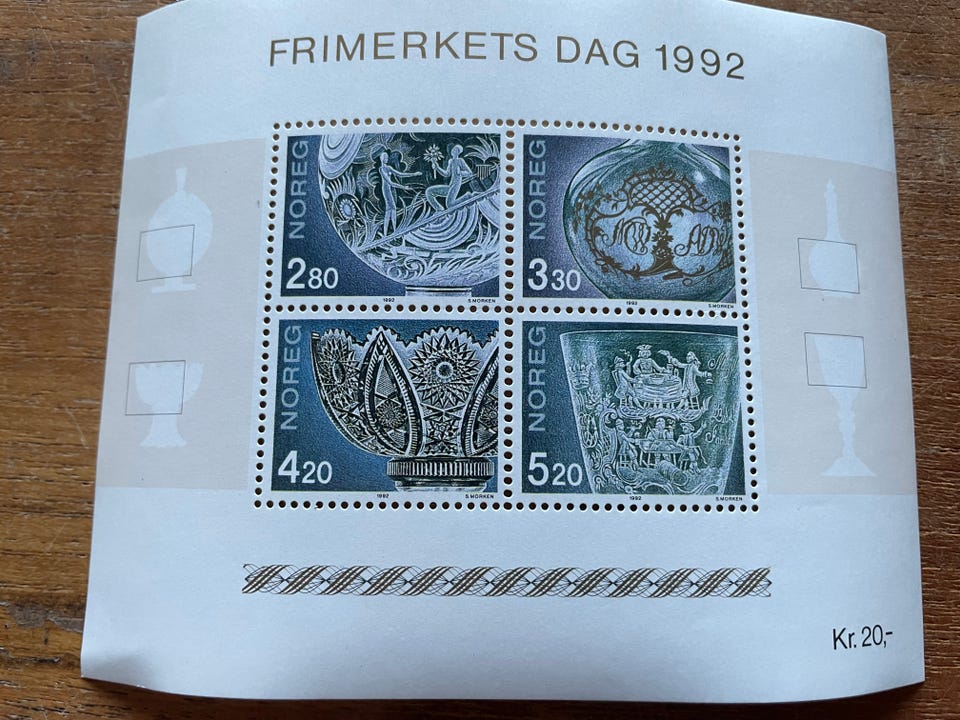 FRIMERKETS DAG 1992
NOREG
2 80
1992
S.MORKEN
NOREG
3 30
1992
S.MORKEN
NOREG
4 20
1992
S.MORKEN
NOREG
5 20
1992
S.MORKEN
Kr. 20,-